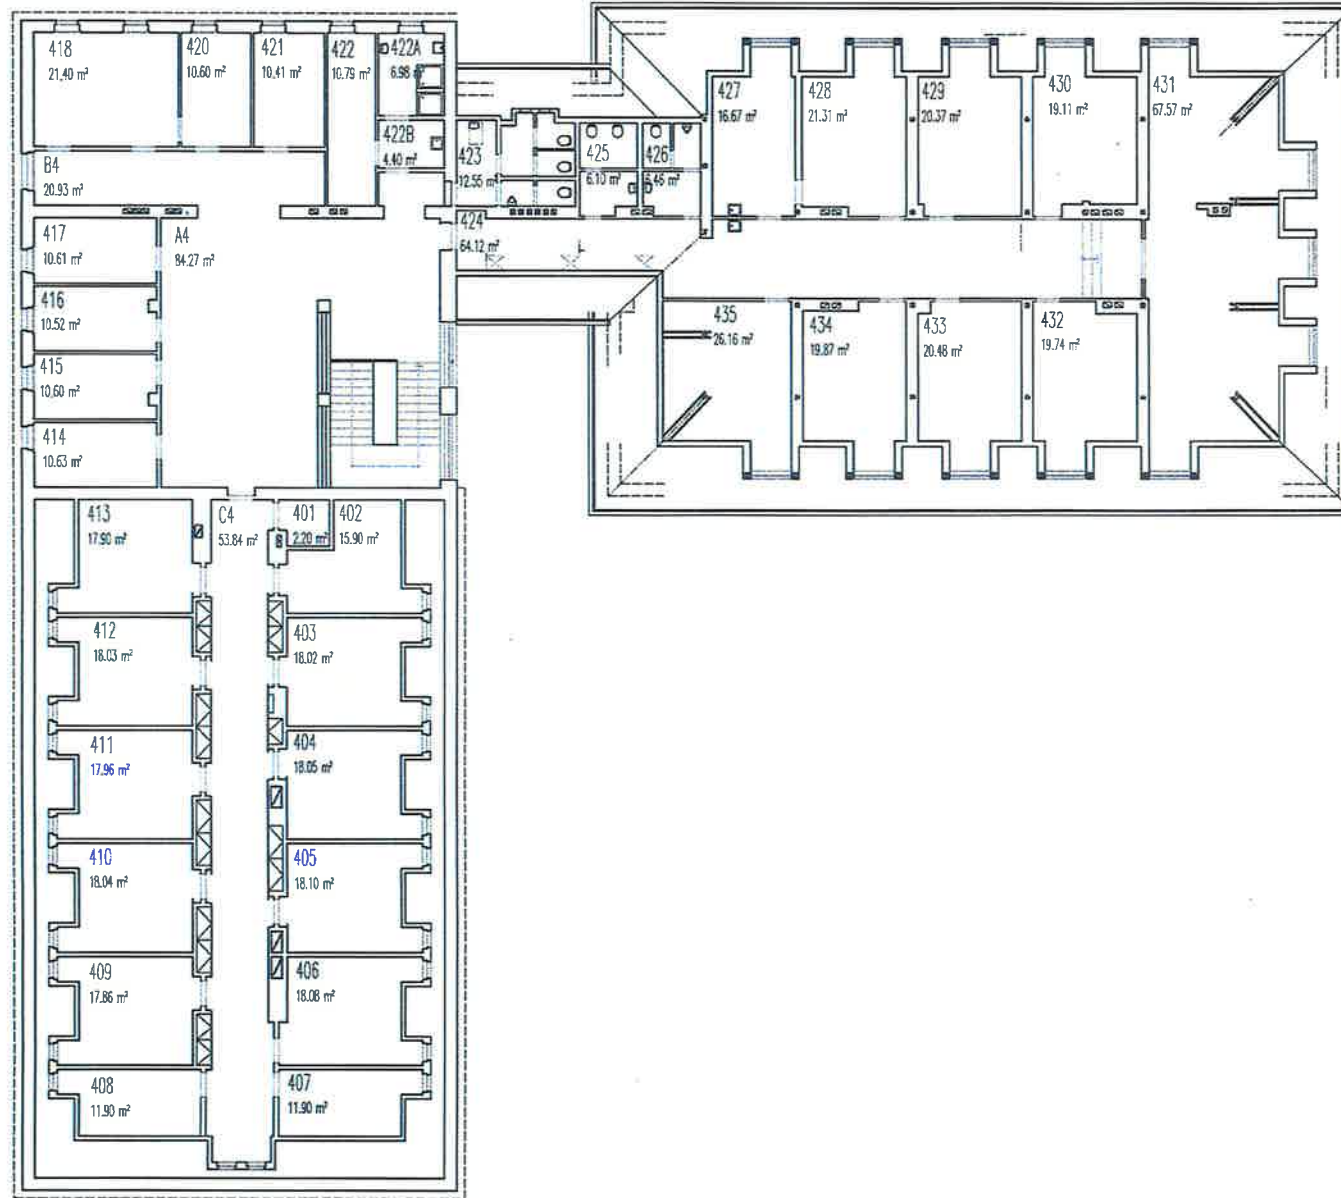 418
21,40 m²
420
10.60 m²
421
10.41 m²
422
10.79 m²
422A
6.98
422B
4.40 m²
B4
20.93 m²
423
12.55 m²
425
6.10 m²
426
6.46 m²
427
16.67 m²
428
21.31 m²
429
20.37 m²
430
19.11 m²
431
67.57 m²
417
10.61 m²
A4
84.27 m²
424
64.12 m²
416
10.52 m²
415
10,60 m²
414
10.63 m²
435
26.16 m²
434
19.87 m²
433
20.48 m²
432
19.74 m²
413
17.90 m²
C4
53.84 m²
401
2.20 m²
402
15.90 m²
412
18.03 m²
403
18.02 m²
411
17.96 m²
404
18.05 m²
410
18.04 m²
405
18.10 m²
409
17.86 m²
406
18.08 m²
408
11.90 m²
407
11.90 m²